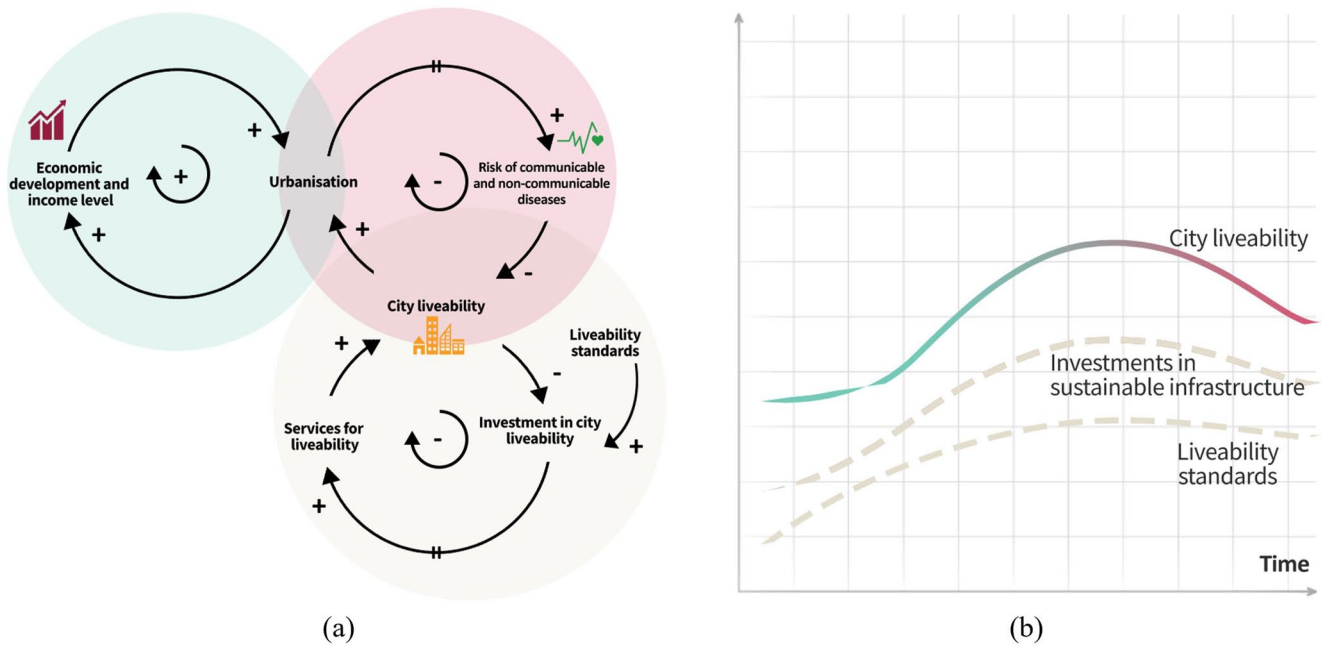 +
+
Economic
development and
income level
+
+
Urbanisation
+
-
Risk of communicable
and non-communicable
diseases
+
-
City liveability
+
-
Liveability
standards
Services for
liveability
-
Investment in city
liveability
+
+
(a)
City liveability
Investments in
sustainable infrastructure
Liveability
standards
Time
(b)